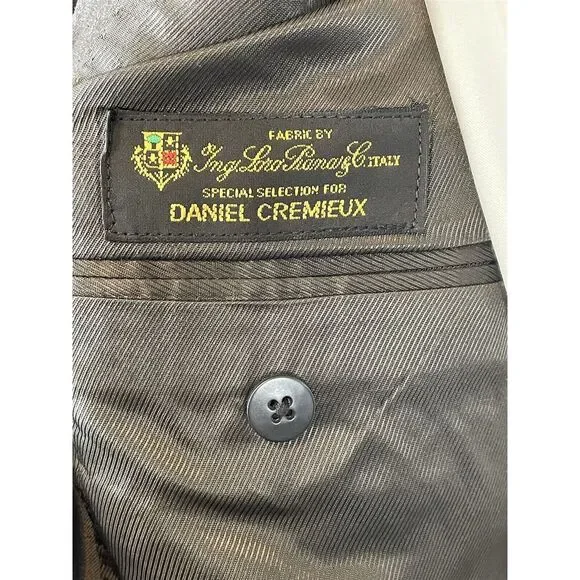 FABRIC BY
Ing. Loro Piana & C. ITALY
SPECIAL SELECTION FOR
DANIEL CREMIEUX